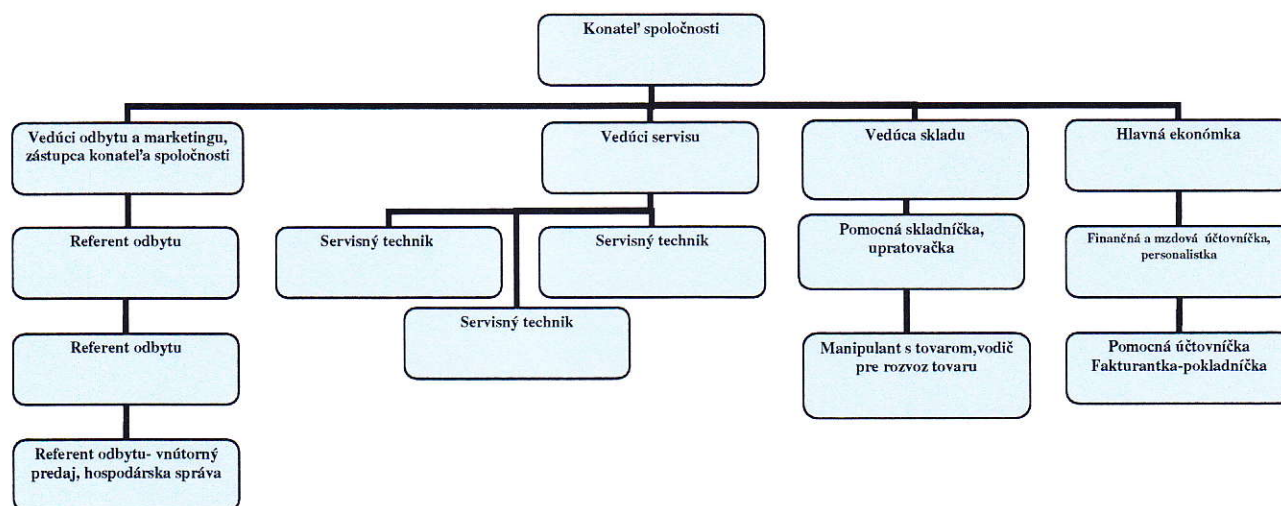 Konateľ spoločnosti
Vedúci odbytu a marketingu,
zástupca konateľa spoločnosti
Vedúci servisu
Vedúca skladu
Hlavná ekonómka
Referent odbytu
Servisný technik
Servisný technik
Pomocná skladníčka,
upratovačka
Finančná a mzdová účtovníčka,
personalistka
Servisný technik
Referent odbytu
Manipulant s tovarom,vodič
pre rozvoz tovaru
Pomocná účtovníčka
Fakturantka-pokladníčka
Referent odbytu- vnútorný
predaj, hospodárska správa